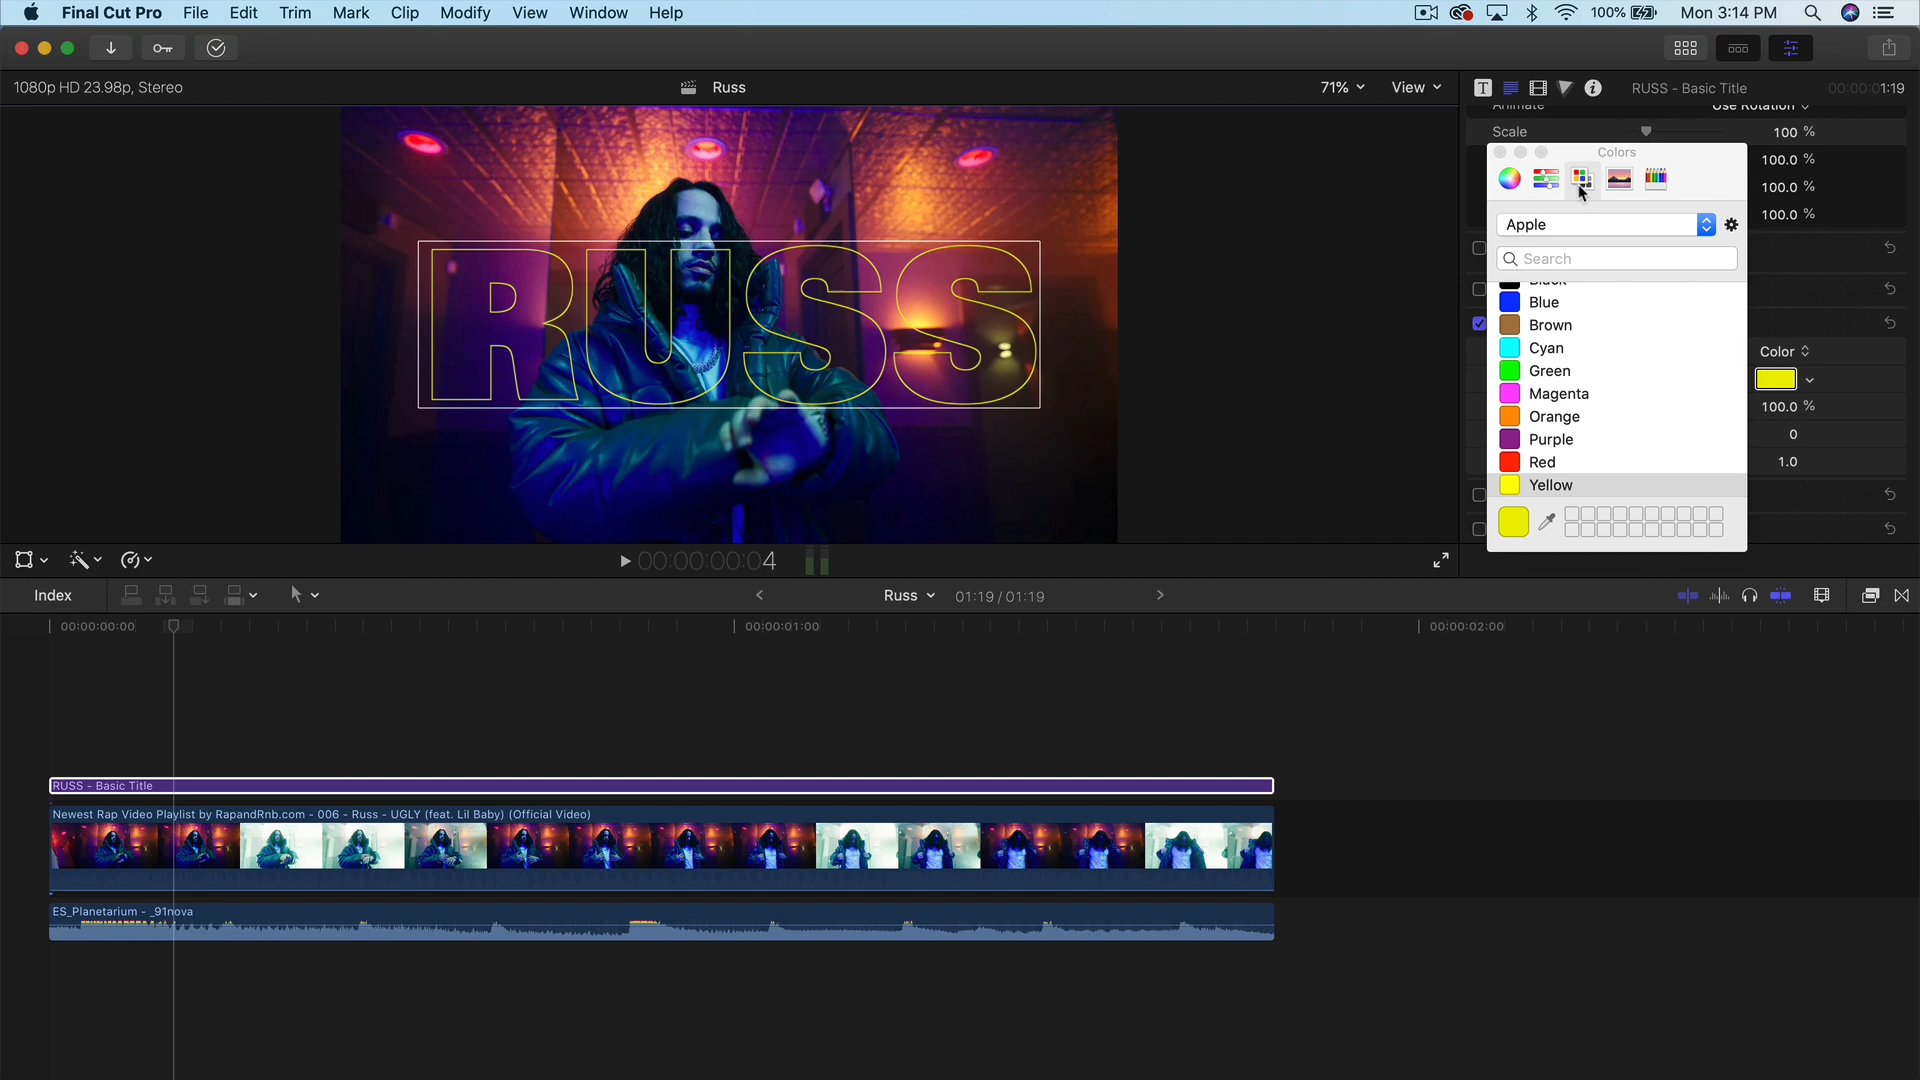 Final Cut Pro File Edit Trim Mark Clip Modify View Window Help 100% Mon 3:14 PM
1080p HD 23.98p, Stereo Russ 71% View RUSS - Basic Title 00:00:01:19
Animate Use Rotation
Scale 100 %
Colors
100.0 %
100.0 %
100.0 %
Apple
Search
Black
Blue
Brown
Cyan
Green
Magenta
Orange
Purple
Red
Yellow
Color
100.0 %
0
1.0
RUSS
00:00:00:04
Index Russ 01:19 / 01:19
00:00:00:00 00:00:01:00 00:00:02:00
RUSS - Basic Title
Newest Rap Video Playlist by RapandRnb.com - 006 - Russ - UGLY (feat. Lil Baby) (Official Video)
ES_Planetarium - _91nova